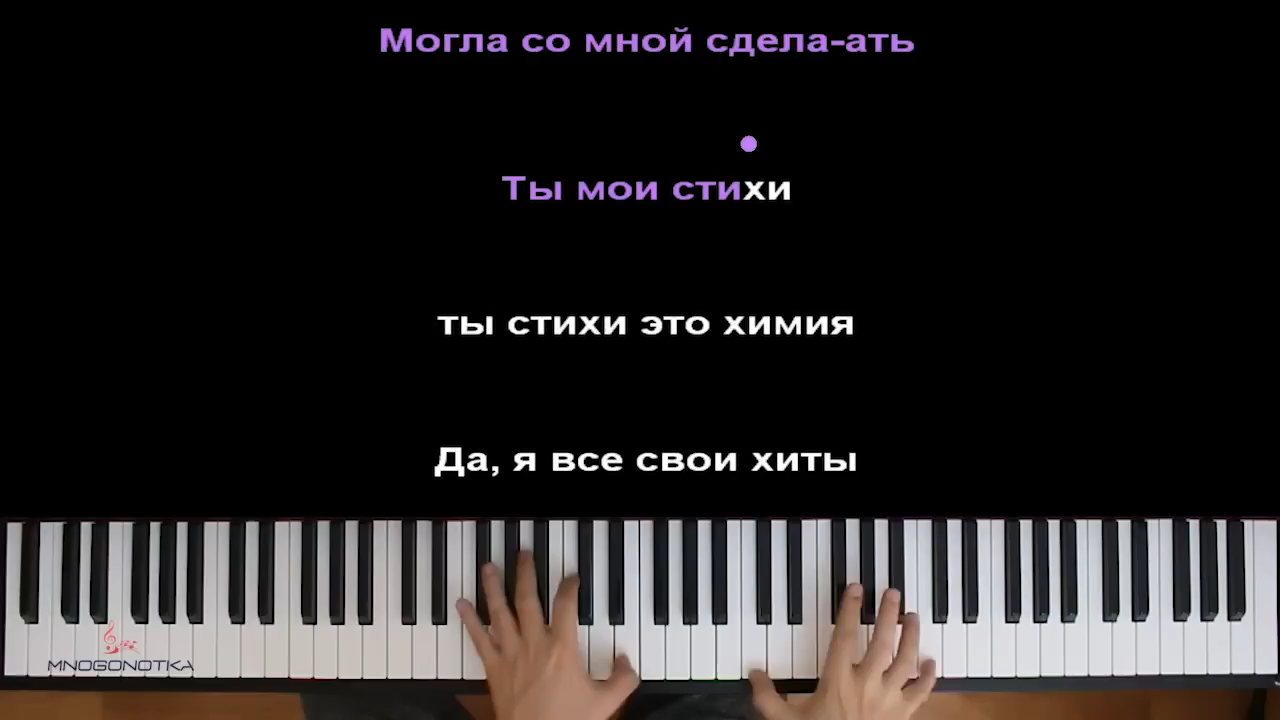 Могла со мной сдела-ать
Ты мои стихи
ты стихи это химия
Да, я все свои хиты
MNOGONOTKA